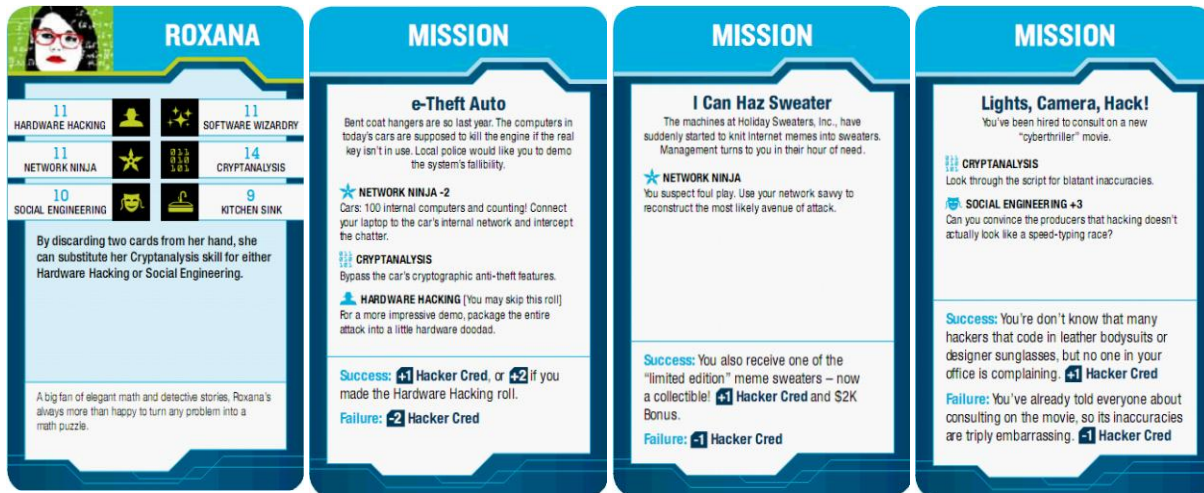 ROXANA
11
HARDWARE HACKING
11
SOFTWARE WIZARDRY
11
NETWORK NINJA
14
CRYPTANALYSIS
10
SOCIAL ENGINEERING
9
KITCHEN SINK
By discarding two cards from her hand, she
can substitute her Cryptanalysis skill for either
Hardware Hacking or Social Engineering.
A big fan of elegant math and detective stories, Roxana's
always more than happy to turn any problem into a
math puzzle.
MISSION
e-Theft Auto
Bent coat hangers are so last year. The computers in
today's cars are supposed to kill the engine if the real
key isn't in use. Local police would like you to demo
the system's fallibility.
NETWORK NINJA -2
Cars: 100 internal computers and counting! Connect
your laptop to the car's internal network and intercept
the chatter.
CRYPTANALYSIS
Bypass the car's cryptographic anti-theft features.
HARDWARE HACKING [You may skip this roll]
For a more impressive demo, package the entire
attack into a little hardware doodad.
Success: +1 Hacker Cred, or +2 if you
made the Hardware Hacking roll.
Failure: -2 Hacker Cred
MISSION
I Can Haz Sweater
The machines at Holiday Sweaters, Inc., have
suddenly started to knit Internet memes into sweaters.
Management turns to you in their hour of need.
NETWORK NINJA
You suspect foul play. Use your network savvy to
reconstruct the most likely avenue of attack.
Success: You also receive one of the
"limited edition" meme sweaters – now
a collectible! +1 Hacker Cred and $2K
Bonus.
Failure: -1 Hacker Cred
MISSION
Lights, Camera, Hack!
You've been hired to consult on a new
"cyberthriller" movie.
CRYPTANALYSIS
Look through the script for blatant inaccuracies.
SOCIAL ENGINEERING +3
Can you convince the producers that hacking doesn't
actually look like a speed-typing race?
Success: You're don't know that many
hackers that code in leather bodysuits or
designer sunglasses, but no one in your
office is complaining. +1 Hacker Cred
Failure: You've already told everyone about
consulting on the movie, so its inaccuracies
are triply embarrassing. -1 Hacker Cred